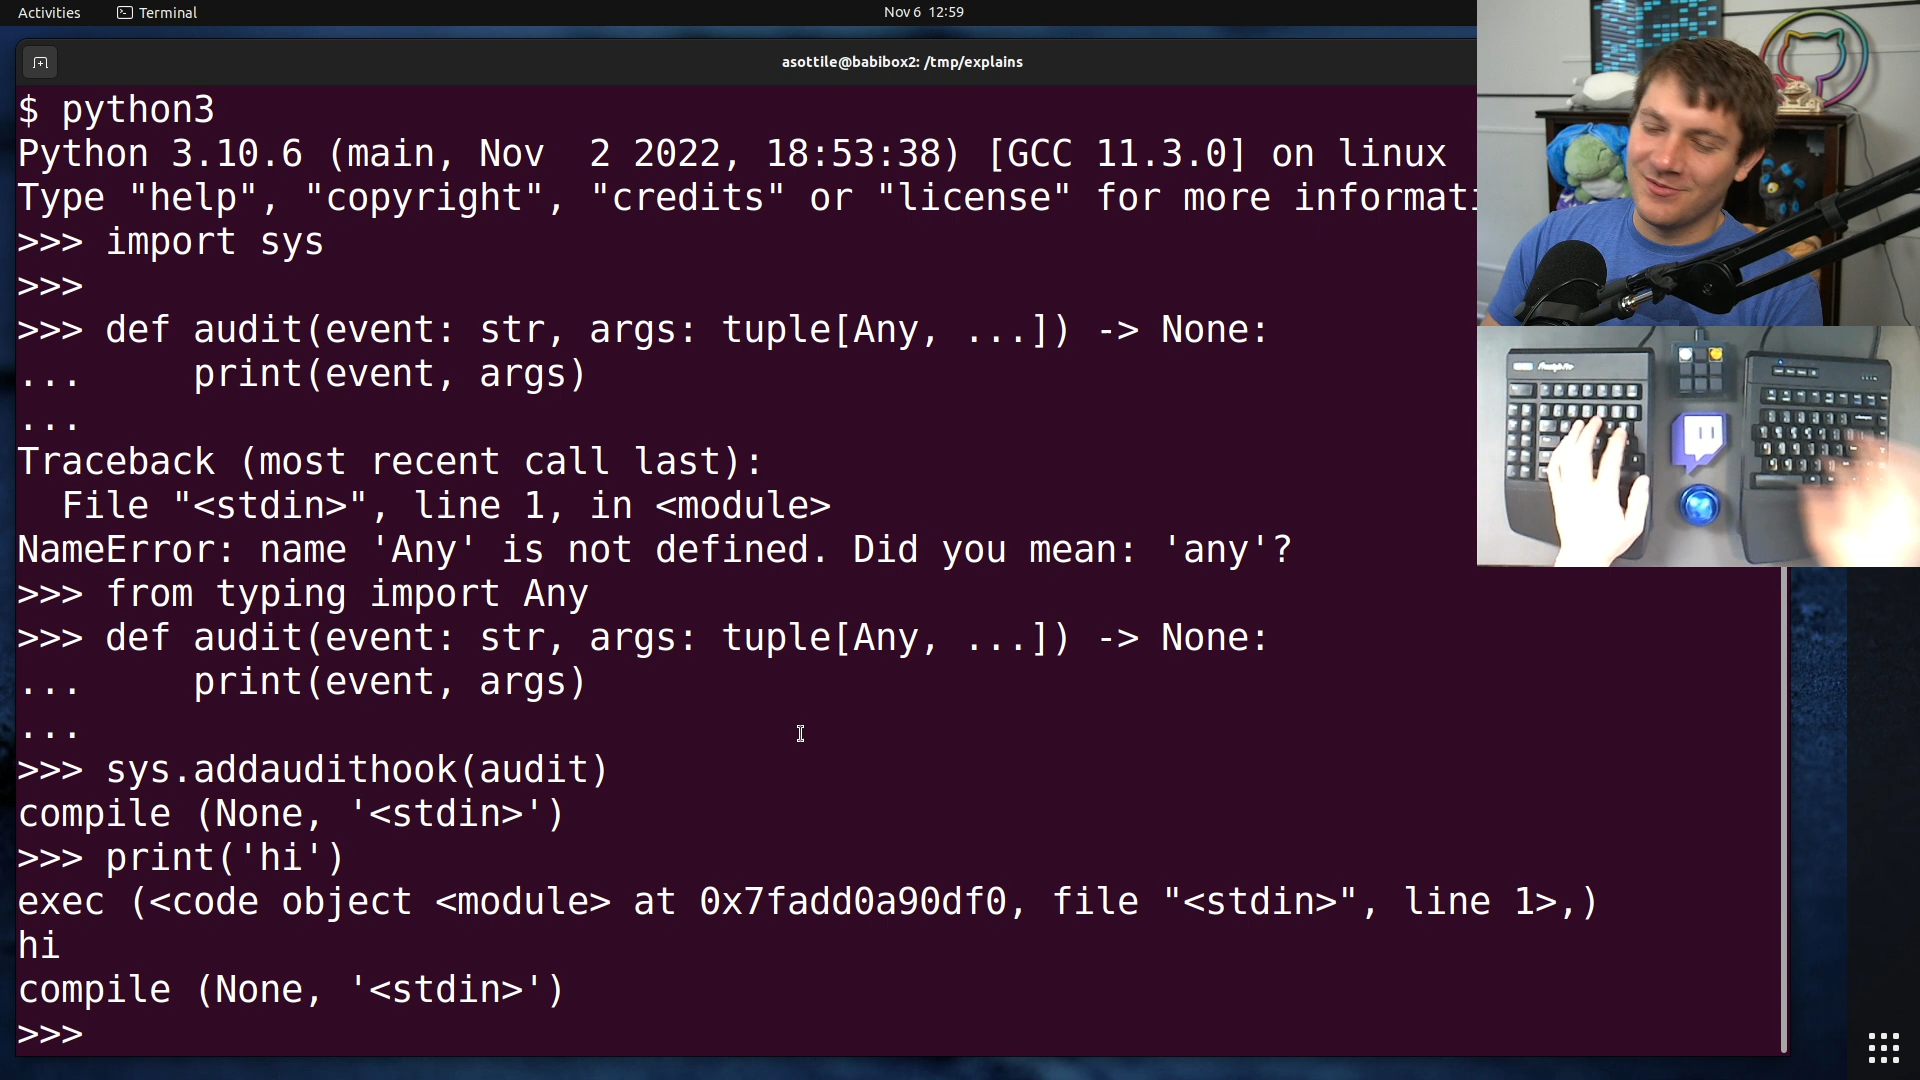 Activities
Terminal
Nov 6 12:59
asottile@babibox2: /tmp/explains
$ python3
Python 3.10.6 (main, Nov  2 2022, 18:53:38) [GCC 11.3.0] on linux
Type "help", "copyright", "credits" or "license" for more informati
>>> import sys
>>>
>>> def audit(event: str, args: tuple[Any, ...]) -> None:
...     print(event, args)
...
Traceback (most recent call last):
  File "<stdin>", line 1, in <module>
NameError: name 'Any' is not defined. Did you mean: 'any'?
>>> from typing import Any
>>> def audit(event: str, args: tuple[Any, ...]) -> None:
...     print(event, args)
...
>>> sys.addaudithook(audit)
compile (None, '<stdin>')
>>> print('hi')
exec (<code object <module> at 0x7fadd0a90df0, file "<stdin>", line 1>,)
hi
compile (None, '<stdin>')
>>>